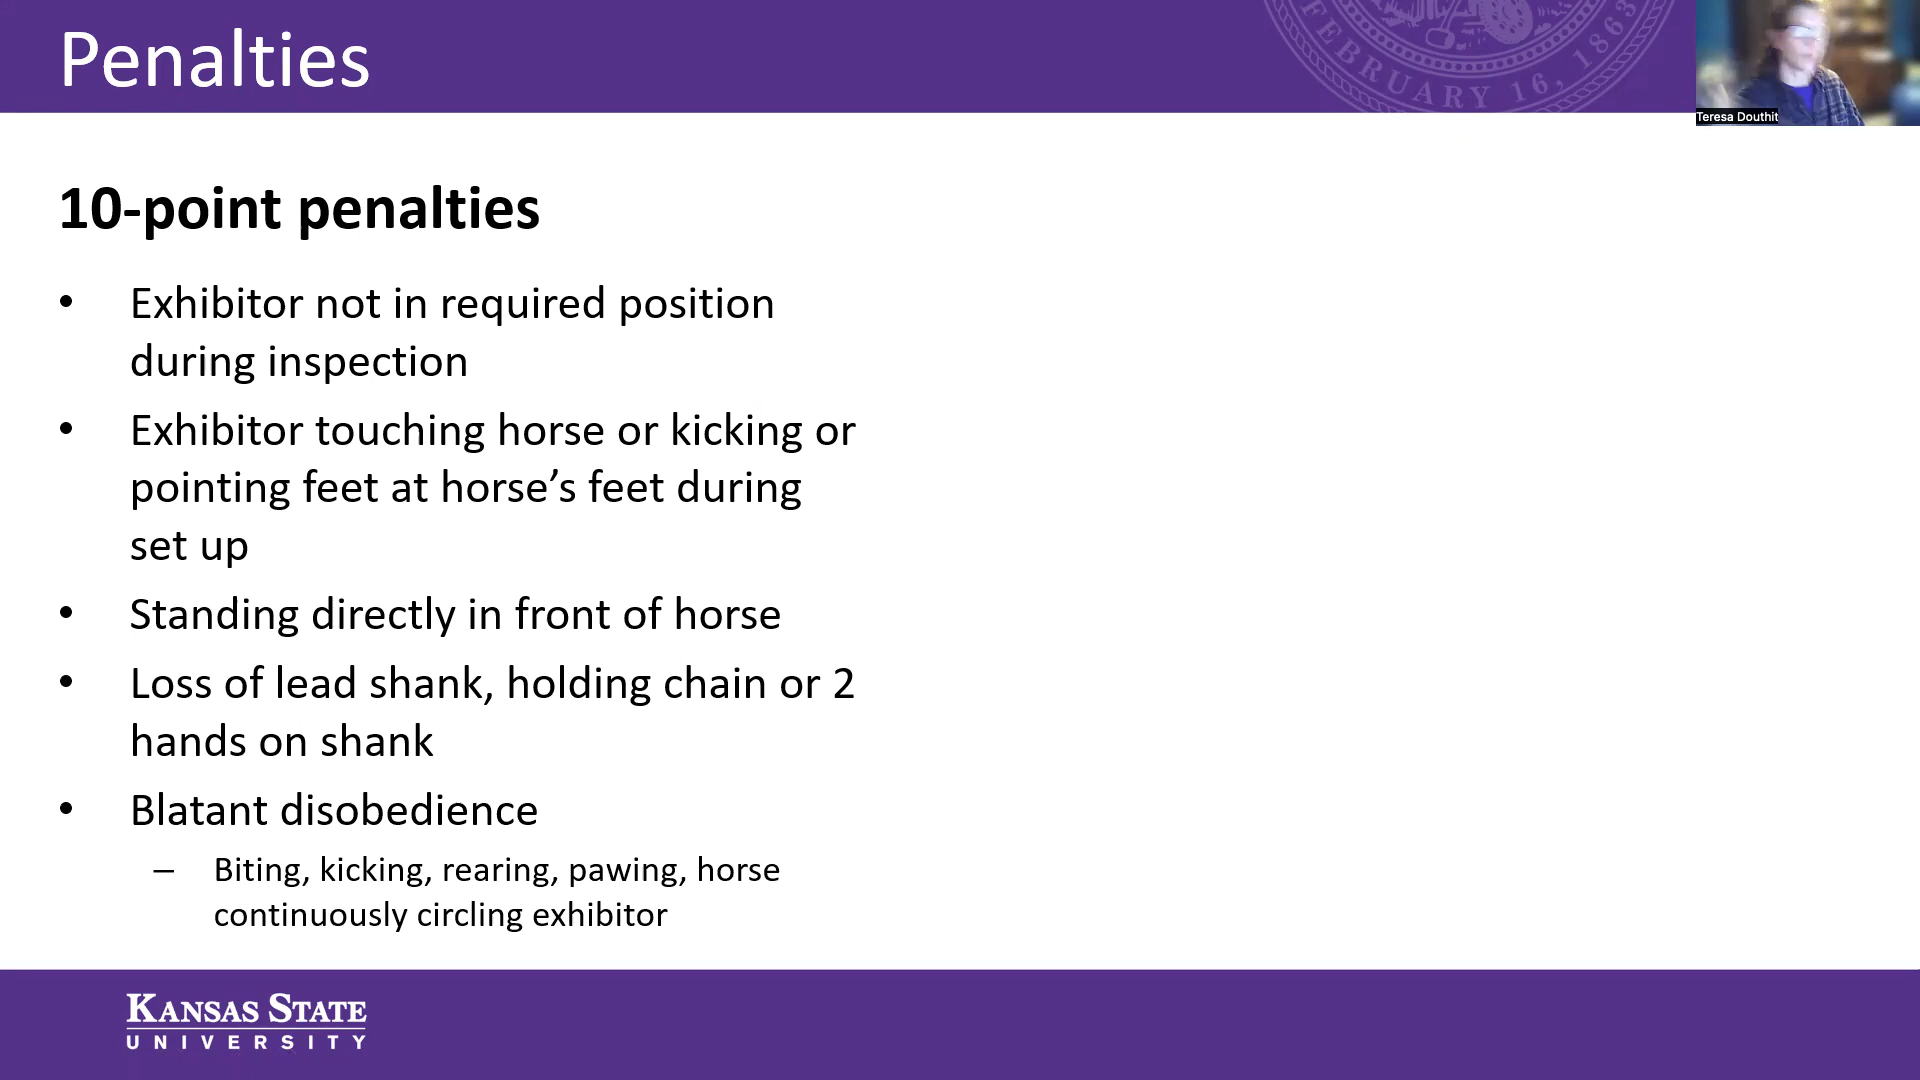 Penalties
FEBRUARY 16, 1863
Teresa Douthit
10-point penalties
• Exhibitor not in required position
during inspection
• Exhibitor touching horse or kicking or
pointing feet at horse’s feet during
set up
• Standing directly in front of horse
• Loss of lead shank, holding chain or 2
hands on shank
• Blatant disobedience
– Biting, kicking, rearing, pawing, horse
continuously circling exhibitor
KANSAS STATE
UNIVERSITY